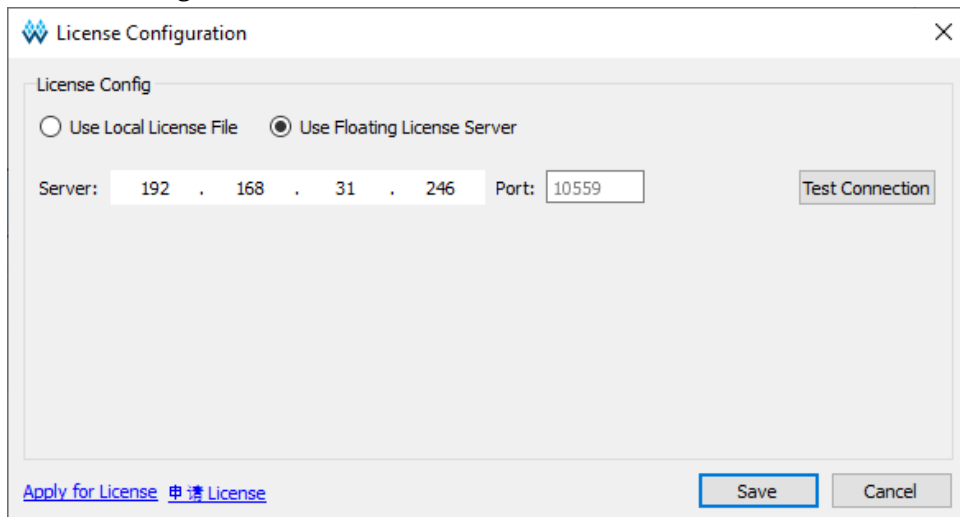 License Configuration
License Config
Use Local License File Use Floating License Server
Server: 192 . 168 . 31 . 246 Port: 10559 Test Connection
Apply for License 申请 License Save Cancel